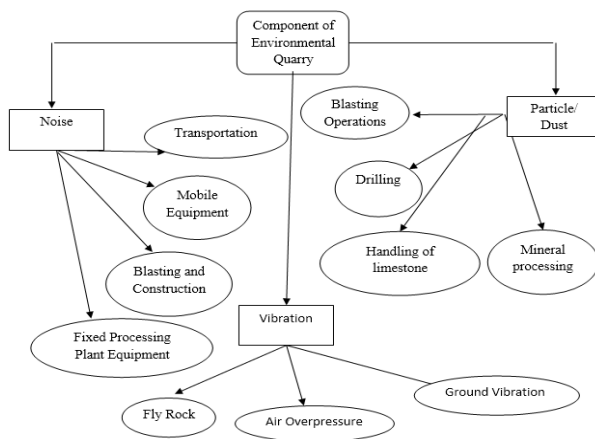 Component of
Environmental
Quarry
Noise
Transportation
Mobile
Equipment
Blasting and
Construction
Fixed Processing
Plant Equipment
Blasting
Operations
Particle/
Dust
Drilling
Handling of
limestone
Mineral
processing
Vibration
Fly Rock
Air Overpressure
Ground Vibration